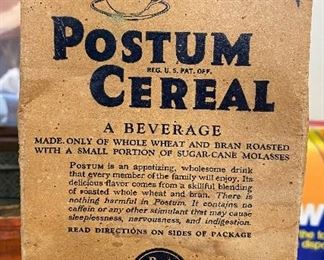 POSTUM
REG. U. S. PAT. OFF.
CEREAL
A BEVERAGE
MADE ONLY OF WHOLE WHEAT AND BRAN ROASTED
WITH A SMALL PORTION OF SUGAR-CANE MOLASSES
POSTUM is an appetizing, wholesome drink
that every member of the family will enjoy. Its
delicious flavor comes from a skillful blending
of roasted whole wheat and bran. There is
nothing harmful in Postum. It contains no
caffein or any other stimulant that may cause
sleeplessness, nervousness, and indigestion.
READ DIRECTIONS ON SIDES OF PACKAGE